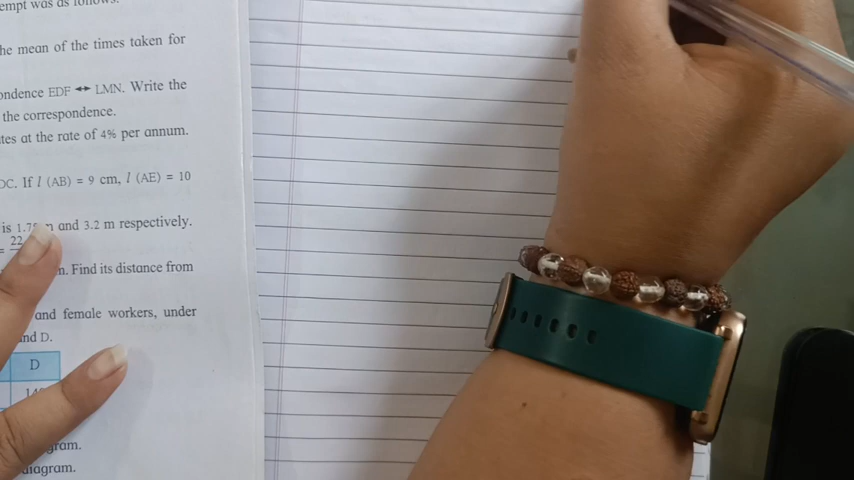 empt was as follows.
he mean of the times taken for
ondence EDF ↔ LMN. Write the
the correspondence.
tes at the rate of 4% per annum.
DC. If l (AB) = 9 cm, l (AE) = 10
is 1.7 and 3.2 m respectively.
= 22
Find its distance from
and female workers, under
and D.
D
gram.
diagram.